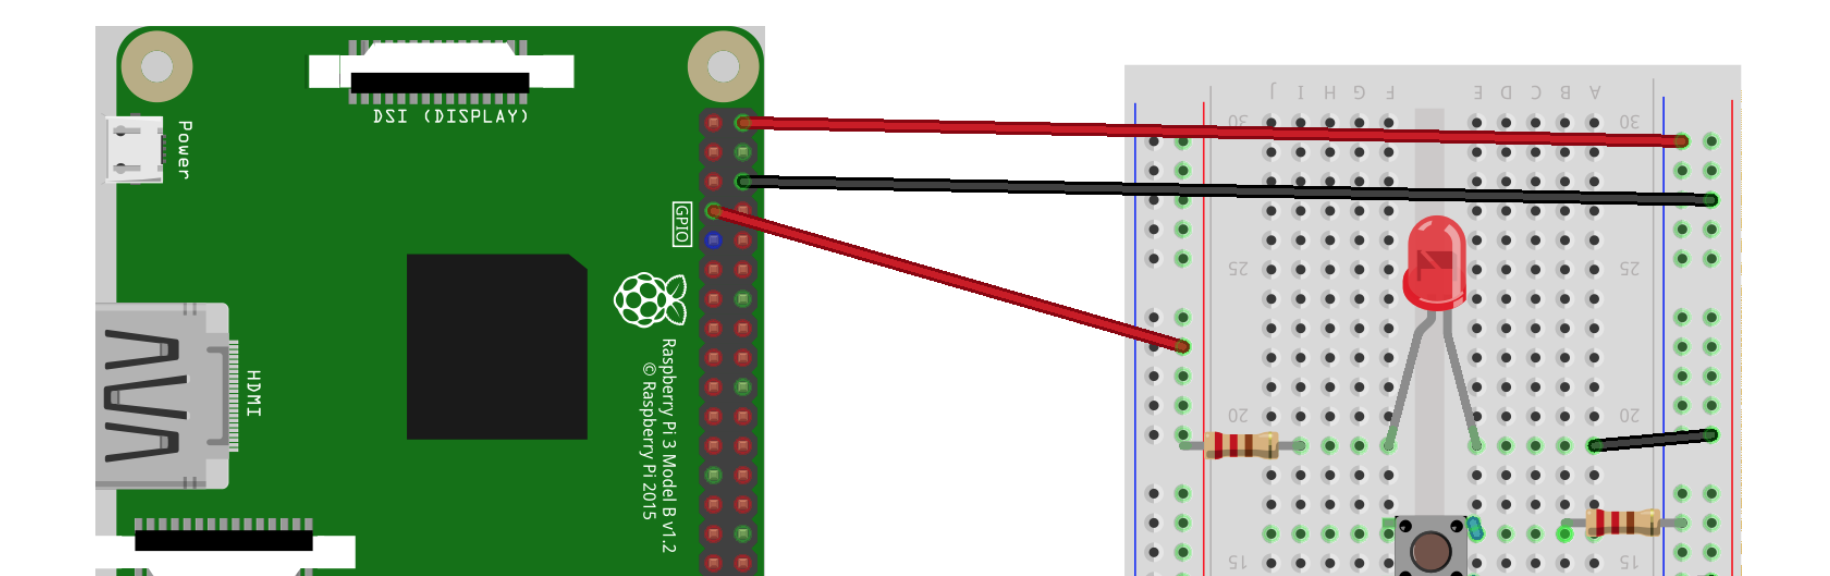 DSI (DISPLAY)
Power
GPIO
HDMI
Raspberry Pi 3 Model B v1.2
© Raspberry Pi 2015
J I H G F E D C B A
30 30
25 25
20 20
15 15